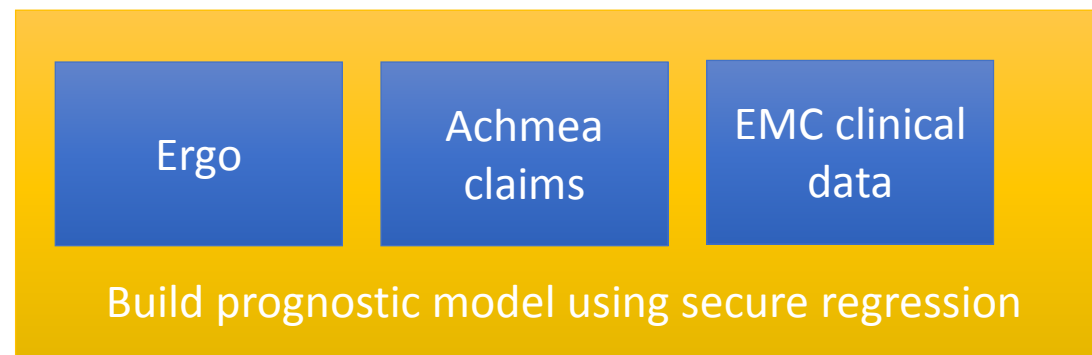 Ergo
Achmea
claims
EMC clinical
data
Build prognostic model using secure regression